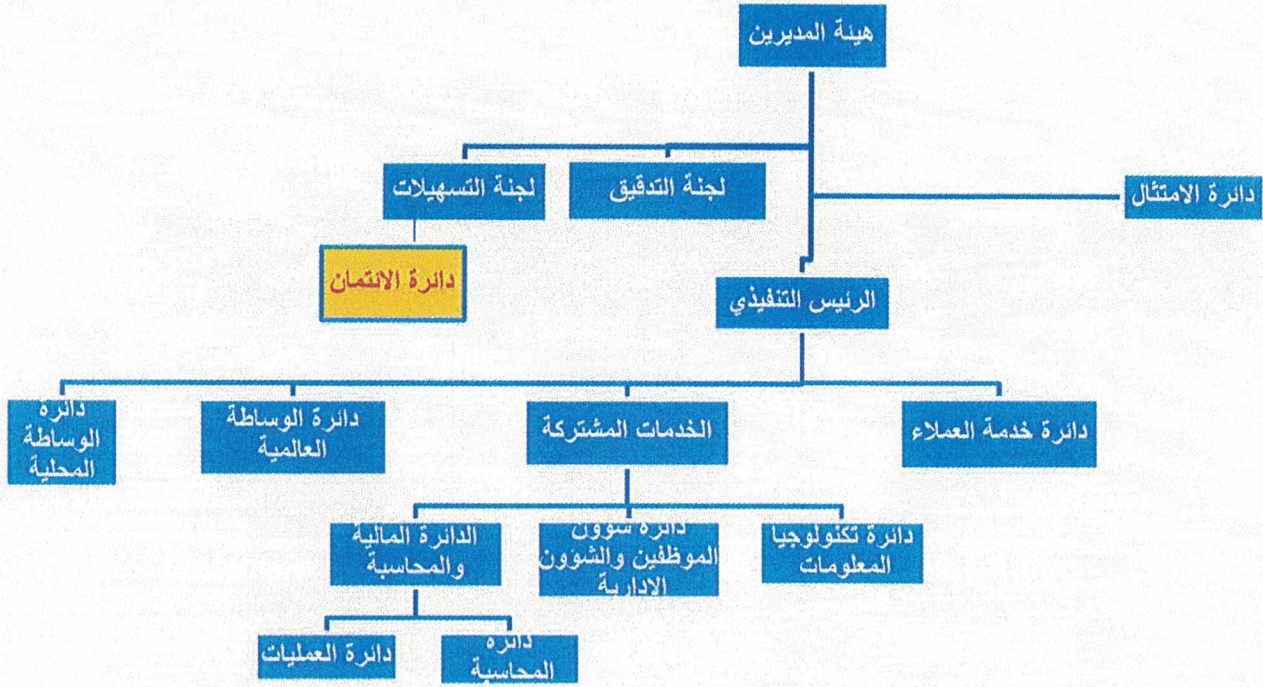 هيئة المديرين
لجنة التدقيق
لجنة التسهيلات
دائرة الامتثال
دائرة الائتمان
الرئيس التنفيذي
دائرة خدمة العملاء
الخدمات المشتركة
دائرة الوساطة
العالمية
دائرة
الوساطة
المحلية
دائرة تكنولوجيا
المعلومات
دائرة شؤون
الموظفين والشؤون
الادارية
الدائرة المالية
والمحاسبة
دائرة
المحاسبة
دائرة العمليات